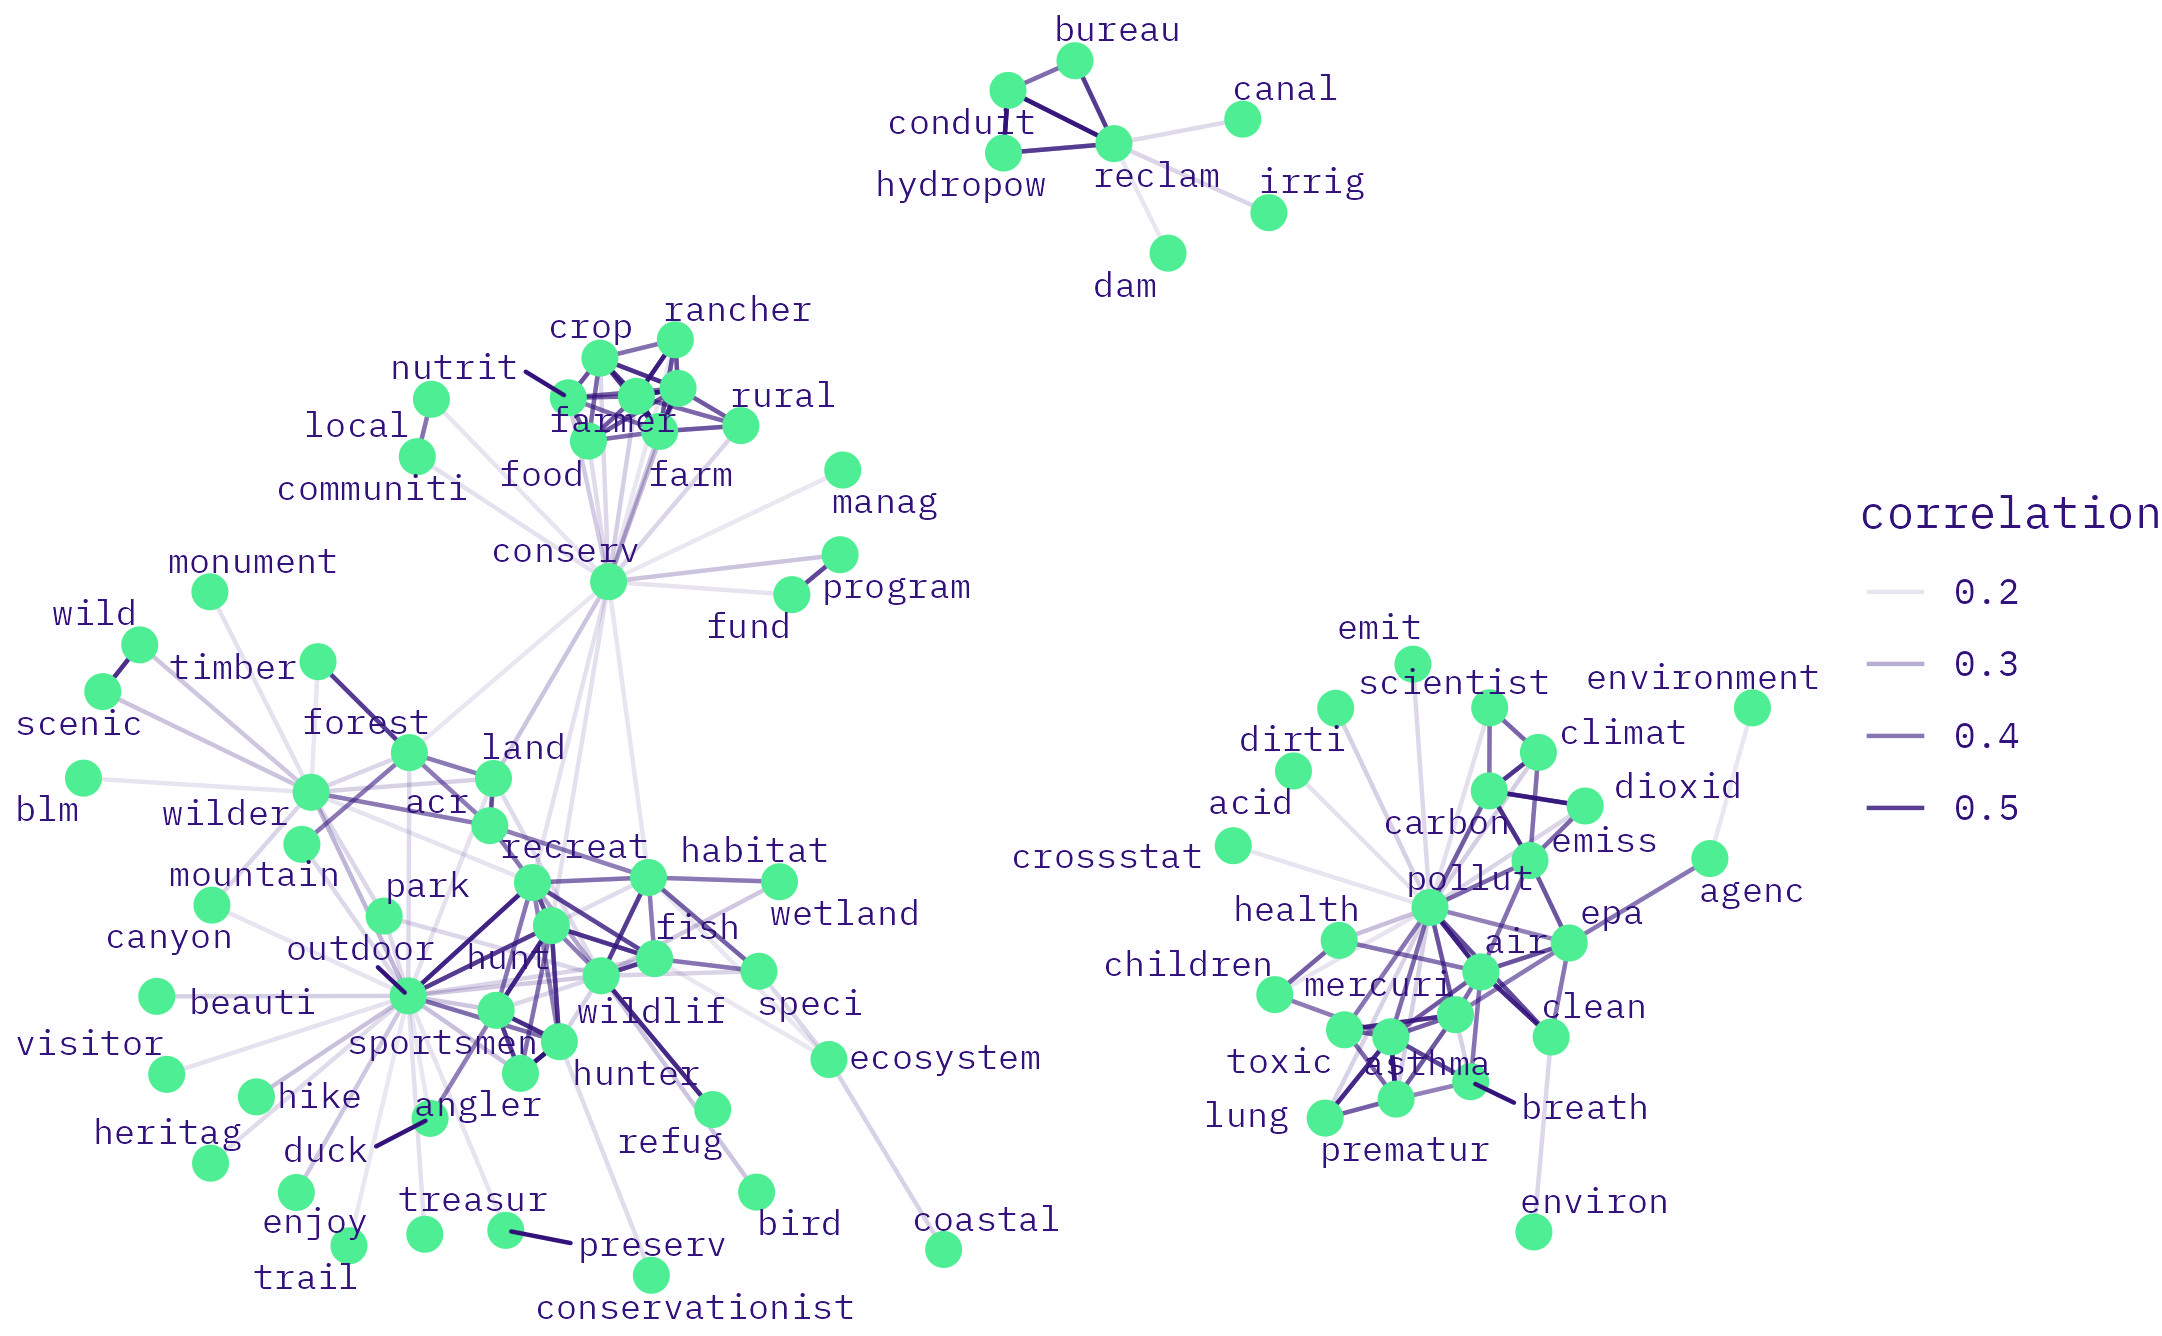 bureau
canal
conduit
reclam
irrig
hydropow
dam
rancher
crop
nutrit
rural
local
farmer
food
farm
communiti
manag
correlation
conserv
monument
program
0.2
wild
fund
emit
timber
0.3
scientist
environment
scenic
forest
land
climat
dirti
0.4
blm
wilder
acr
acid
dioxid
0.5
carbon
recreat
habitat
emiss
crossstat
mountain
park
pollut
agenc
canyon
outdoor
fish
wetland
health
epa
hunt
air
children
beauti
wildlif
speci
mercuri
clean
visitor
sportsmen
ecosystem
toxic
asthma
hike
hunter
angler
heritag
duck
refug
lung
breath
prematur
treasur
enjoy
bird
coastal
environ
preserv
trail
conservationist